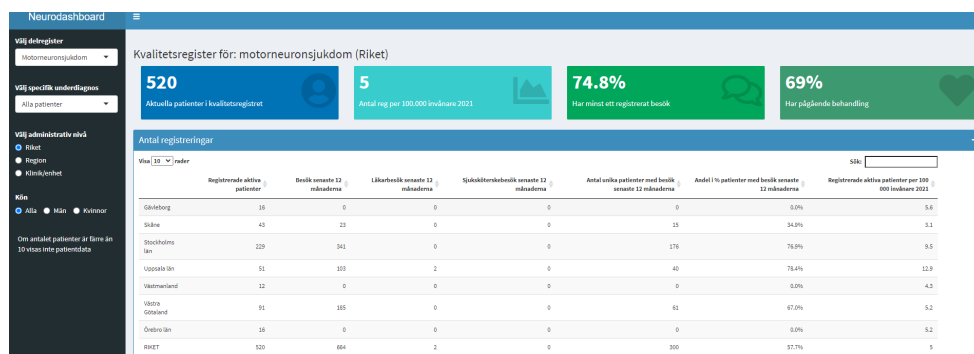 Neurodashboard
Välj delregister
Motorneuronsjukdom
Välj specifik underdiagnos
Alla patienter
Välj administrativ nivå
Riket
Region
Klinik/enhet
Kön
Alla Män Kvinnor
Om antalet patienter är färre än
10 visas inte patientdata
Kvalitetsregister för: motorneuronsjukdom (Riket)
520
Aktuella patienter i kvalitetsregistret
5
Antal reg per 100.000 invånare 2021
74.8%
Har minst ett registrerat besök
69%
Har pågående behandling
Antal registreringar
Visa 10 rader
Sök:
Registrerade aktiva patienter Besök senaste 12 månaderna Läkarbesök senaste 12 månaderna Sjuksköterskebesök senaste 12 månaderna Antal unika patienter med besök senaste 12 månaderna Andel i % patienter med besök senaste 12 månaderna Registrerade aktiva patienter per 100 000 invånare 2021
Gävleborg 16 0 0 0 0 0.0% 5.6
Skåne 43 23 0 0 15 34.9% 3.1
Stockholms län 229 341 0 0 176 76.9% 9.5
Uppsala län 51 103 2 0 40 78.4% 12.9
Västmanland 12 0 0 0 0 0.0% 4.3
Västra Götaland 91 185 0 0 61 67.0% 5.2
Örebro län 16 0 0 0 0 0.0% 5.2
RIKET 520 664 2 0 300 57.7% 5